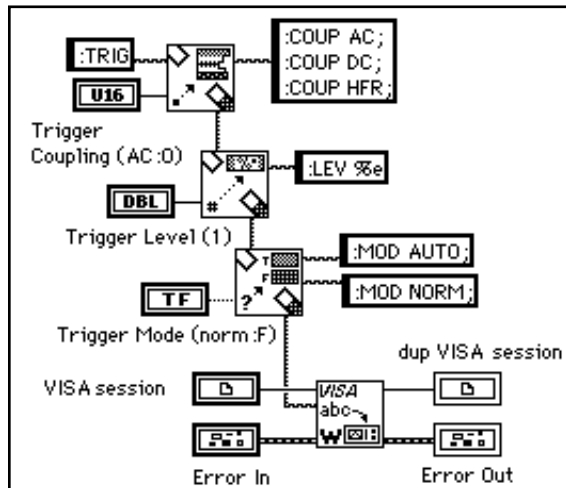 :TRIG
:COUP AC;
:COUP DC;
:COUP HFR;
U16
Trigger
Coupling (AC:0)
:LEV %e
DBL
#
Trigger Level (1)
T
F
:MOD AUTO;
:MOD NORM;
TF
?
Trigger Mode (norm:F)
dup VISA session
VISA session
VISA
abc
W
Error In
Error Out